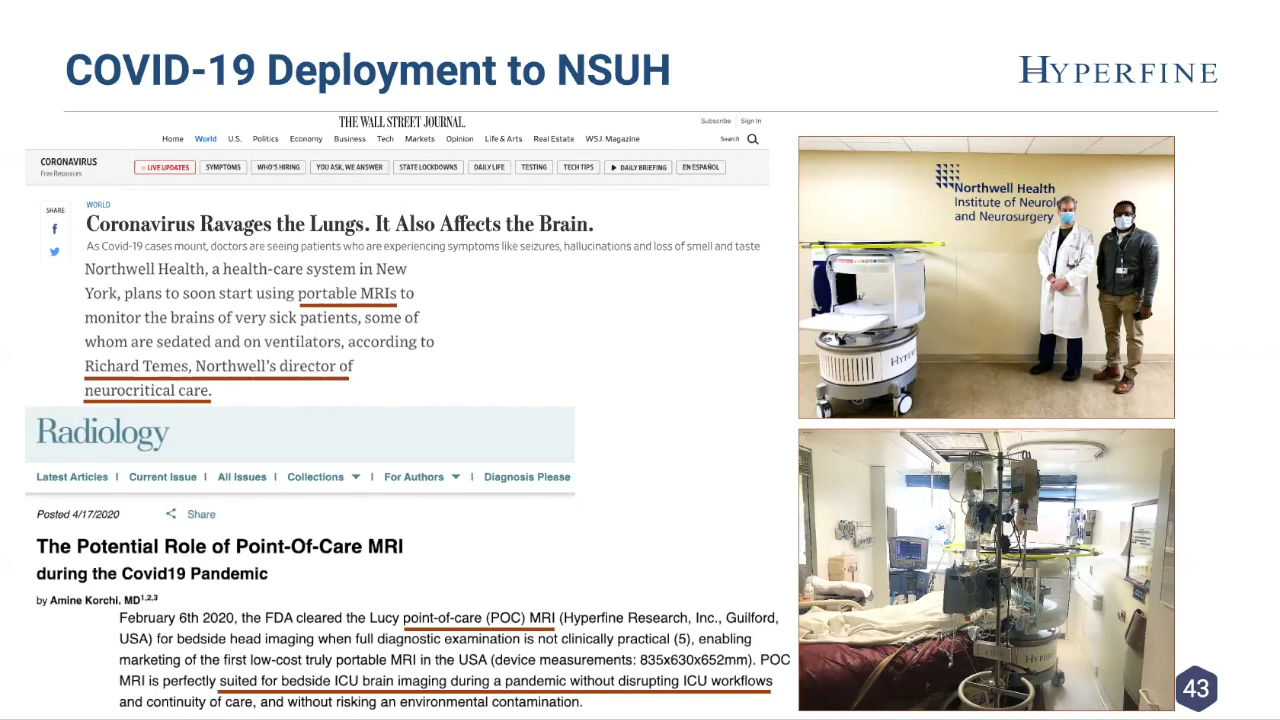 COVID-19 Deployment to NSUH
HYPERFINE
THE WALL STREET JOURNAL.
Subscribe Sign In
Home World U.S. Politics Economy Business Tech Markets Opinion Life & Arts Real Estate WSJ. Magazine Search
CORONAVIRUS
Free Resources
LIVE UPDATES SYMPTOMS WHO'S HIRING YOU ASK, WE ANSWER STATE LOCKDOWNS DAILY LIFE TESTING TECH TIPS DAILY BRIEFING EN ESPAÑOL
SHARE
WORLD
Coronavirus Ravages the Lungs. It Also Affects the Brain.
As Covid-19 cases mount, doctors are seeing patients who are experiencing symptoms like seizures, hallucinations and loss of smell and taste
Northwell Health, a health-care system in New
York, plans to soon start using portable MRIs to
monitor the brains of very sick patients, some of
whom are sedated and on ventilators, according to
Richard Temes, Northwell's director of
neurocritical care.
Radiology
Latest Articles | Current Issue | All Issues | Collections | For Authors | Diagnosis Please
Posted 4/17/2020 Share
The Potential Role of Point-Of-Care MRI
during the Covid19 Pandemic
by Amine Korchi. MD1,2,3
February 6th 2020, the FDA cleared the Lucy point-of-care (POC) MRI (Hyperfine Research, Inc., Guilford,
USA) for bedside head imaging when full diagnostic examination is not clinically practical (5), enabling
marketing of the first low-cost truly portable MRI in the USA (device measurements: 835x630x652mm). POC
MRI is perfectly suited for bedside ICU brain imaging during a pandemic without disrupting ICU workflows
and continuity of care, and without risking an environmental contamination.
Northwell Health
Institute of Neurolo
and Neurosurgery
43